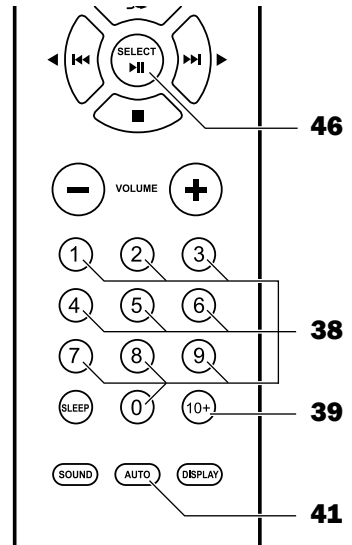 SELECT
46
VOLUME
1 2 3
4 5 6
38
7 8 9
SLEEP 0 10+
39
SOUND AUTO DISPLAY
41